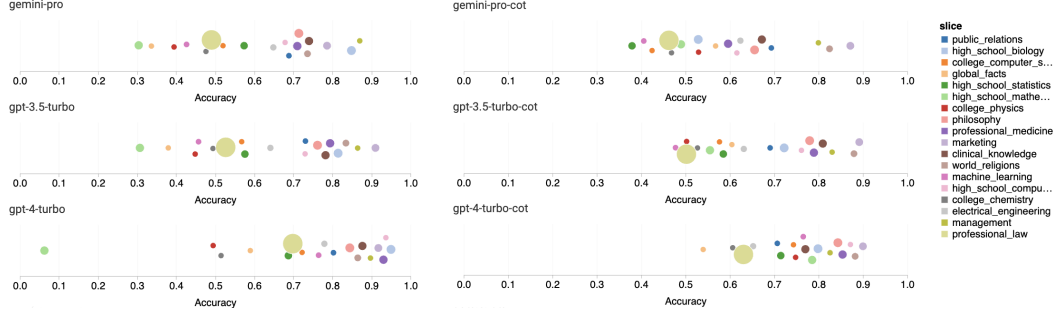 gemini-pro
0.0 0.1 0.2 0.3 0.4 0.5 0.6 0.7 0.8 0.9 1.0
Accuracy
gemini-pro-cot
0.0 0.1 0.2 0.3 0.4 0.5 0.6 0.7 0.8 0.9 1.0
Accuracy
gpt-3.5-turbo
0.0 0.1 0.2 0.3 0.4 0.5 0.6 0.7 0.8 0.9 1.0
Accuracy
gpt-3.5-turbo-cot
0.0 0.1 0.2 0.3 0.4 0.5 0.6 0.7 0.8 0.9 1.0
Accuracy
gpt-4-turbo
0.0 0.1 0.2 0.3 0.4 0.5 0.6 0.7 0.8 0.9 1.0
Accuracy
gpt-4-turbo-cot
0.0 0.1 0.2 0.3 0.4 0.5 0.6 0.7 0.8 0.9 1.0
Accuracy
slice
public_relations
high_school_biology
college_computer_s...
global_facts
high_school_statistics
high_school_mathe...
college_physics
philosophy
professional_medicine
marketing
clinical_knowledge
world_religions
machine_learning
high_school_compu...
college_chemistry
electrical_engineering
management
professional_law